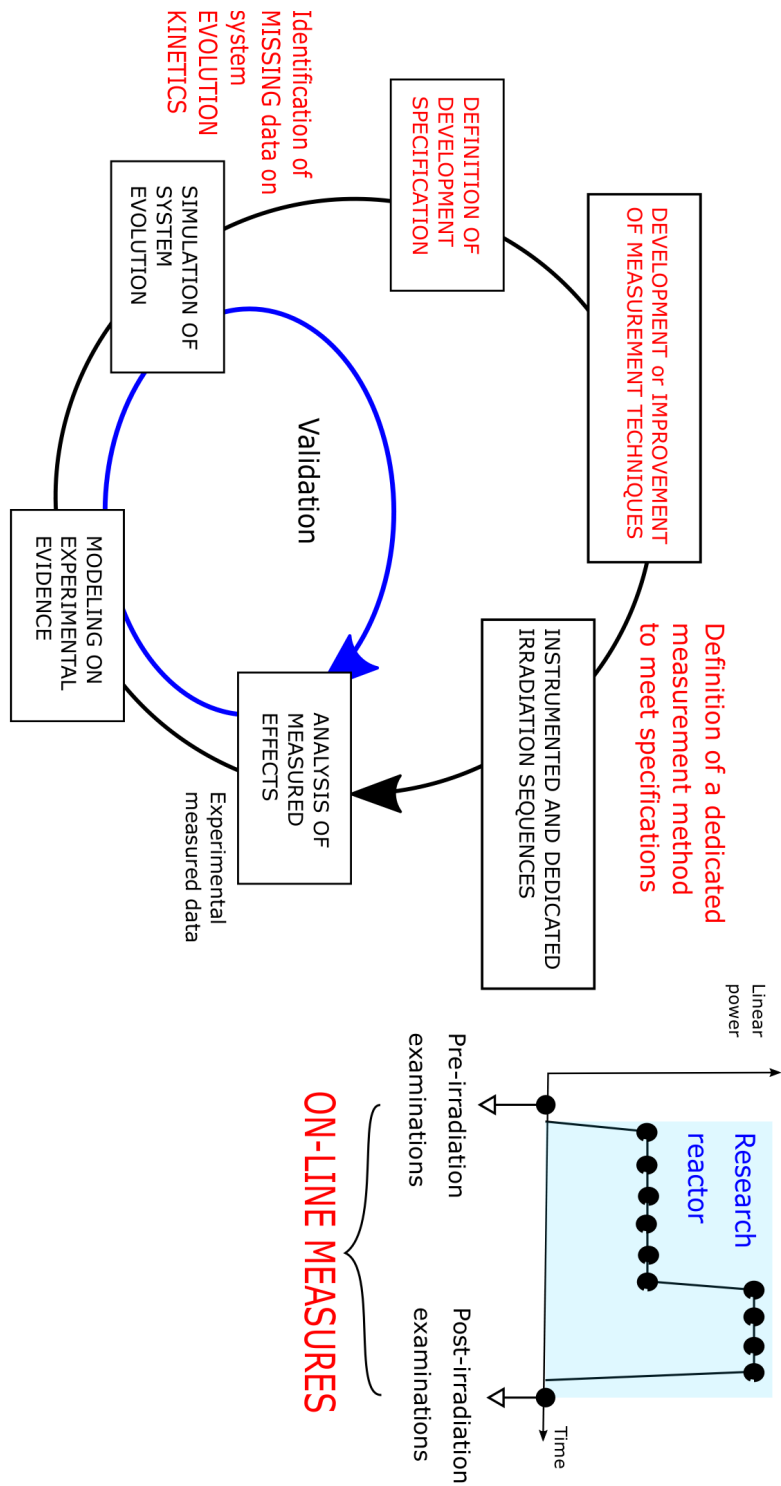 Identification of
MISSING data on
system
EVOLUTION
KINETICS
DEFINITION OF
DEVELOPMENT
SPECIFICATION
DEVELOPMENT or IMPROVEMENT
OF MEASUREMENT TECHNIQUES
Definition of a dedicated
measurement method
to meet specifications
INSTRUMENTED AND DEDICATED
IRRADIATION SEQUENCES
ANALYSIS OF
MEASURED
EFFECTS
Experimental
measured data
MODELING ON
EXPERIMENTAL
EVIDENCE
SIMULATION OF
SYSTEM
EVOLUTION
Validation
Linear
power
Research
reactor
Time
Pre-irradiation
examinations
Post-irradiation
examinations
ON-LINE MEASURES